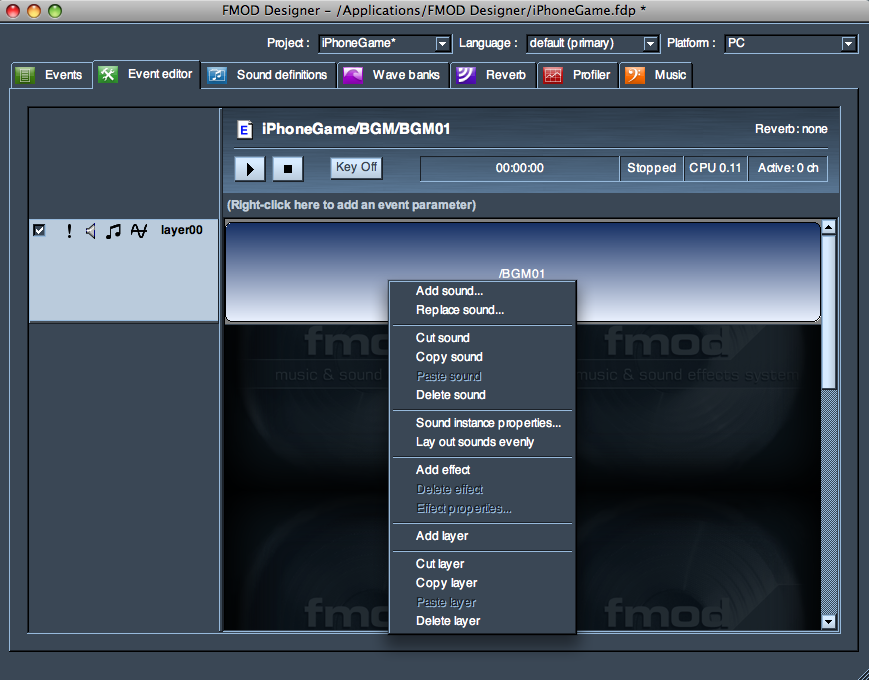 FMOD Designer - /Applications/FMOD Designer/iPhoneGame.fdp *
Project : iPhoneGame* Language : default (primary) Platform : PC
Events Event editor Sound definitions Wave banks Reverb Profiler Music
E iPhoneGame/BGM/BGM01 Reverb: none
Key Off 00:00:00 Stopped CPU 0.11 Active: 0 ch
(Right-click here to add an event parameter)
! layer00
/BGM01
Add sound...
Replace sound...
Cut sound
Copy sound
Paste sound
Delete sound
Sound instance properties...
Lay out sounds evenly
Add effect
Delete effect
Effect properties...
Add layer
Cut layer
Copy layer
Paste layer
Delete layer
fmod
music & sound
fmod
music & sound effects system
fmod
fmod